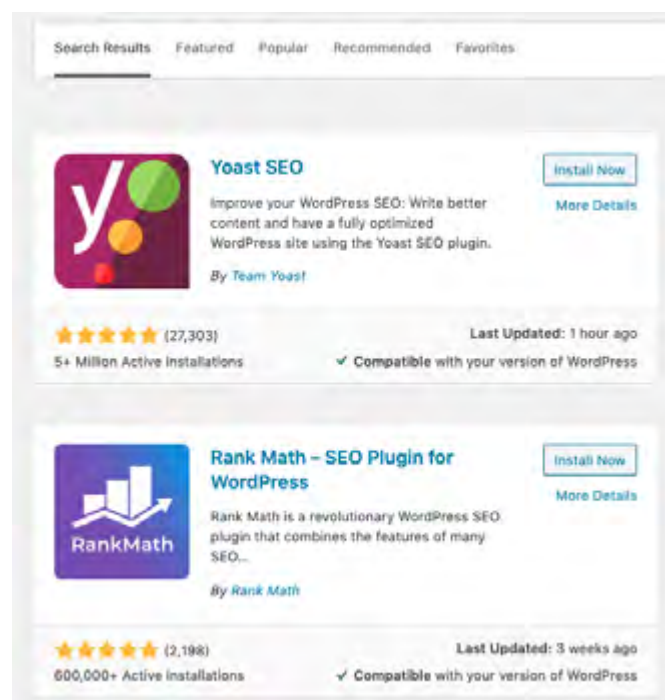 Search Results Featured Popular Recommended Favorites
yo
Yoast SEO
Install Now
Improve your WordPress SEO: Write better
More Details
content and have a fully optimized
WordPress site using the Yoast SEO plugin.
By Team Yoast
(27,303)
Last Updated: 1 hour ago
5+ Million Active Installations
✓ Compatible with your version of WordPress
RankMath
Rank Math – SEO Plugin for
WordPress
Install Now
More Details
Rank Math is a revolutionary WordPress SEO
plugin that combines the features of many
SEO...
By Rank Math
(2,198)
Last Updated: 3 weeks ago
600,000+ Active Installations
✓ Compatible with your version of WordPress